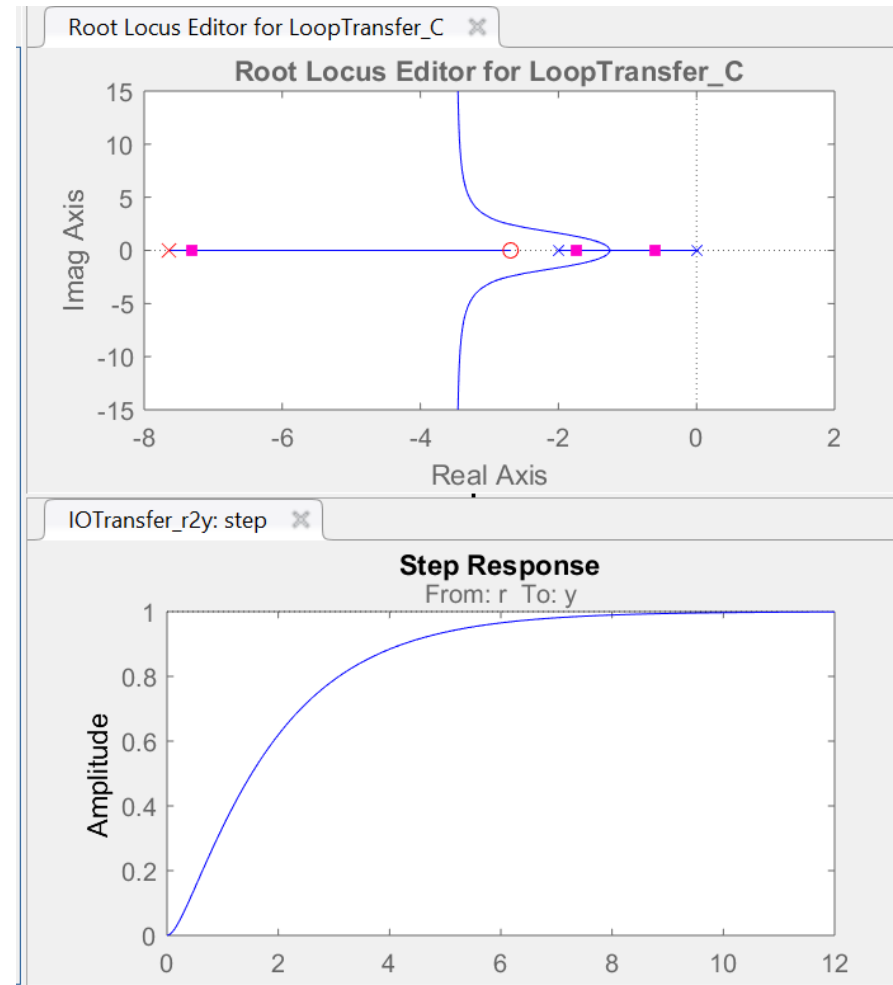 Root Locus Editor for LoopTransfer_C
Root Locus Editor for LoopTransfer_C
15
10
5
0
-5
-10
-15
Imag Axis
-8 -6 -4 -2 0 2
Real Axis
IOTransfer_r2y: step
Step Response
From: r To: y
1
0.8
0.6
0.4
0.2
0
Amplitude
0 2 4 6 8 10 12